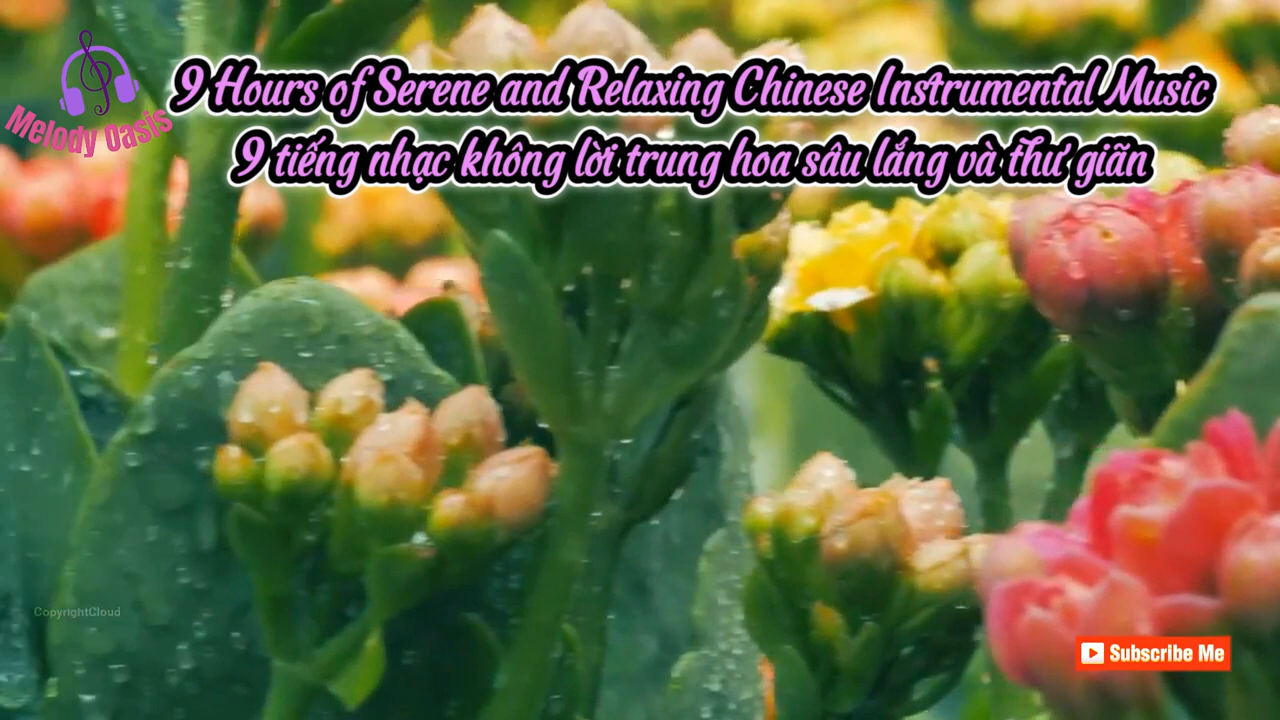 9 Hours of Serene and Relaxing Chinese Instrumental Music
Melody Oasis
9 tiếng nhạc không lời trung hoa sâu lắng và thư giãn
CopyrightCloud
Subscribe Me